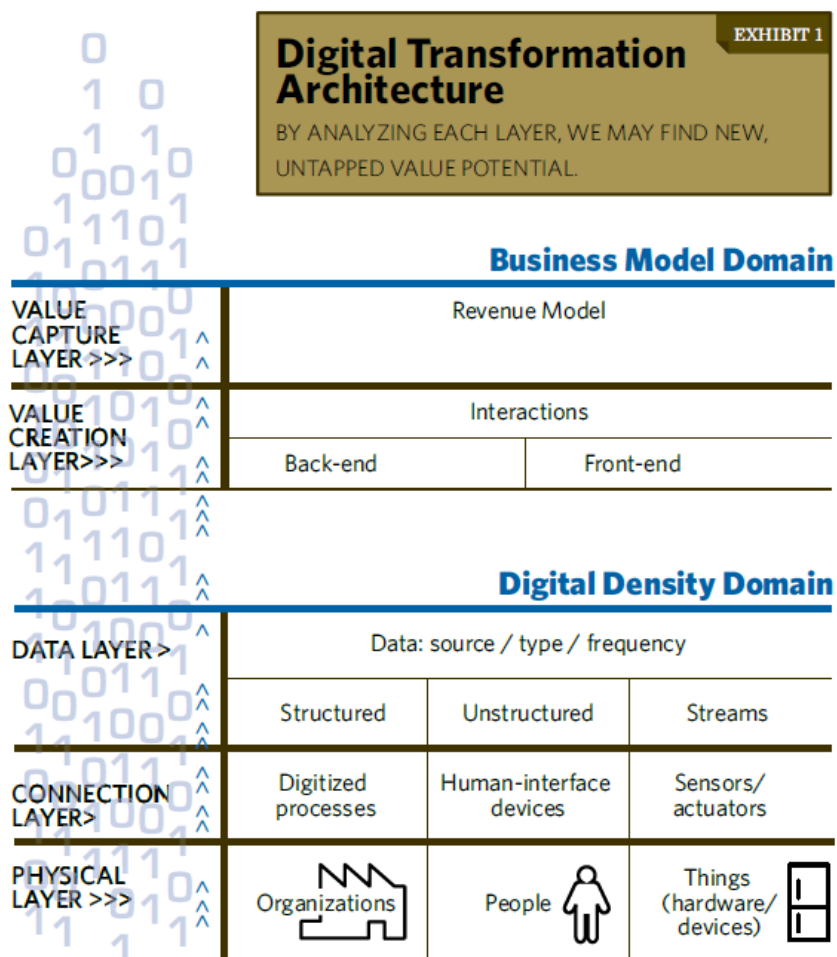 EXHIBIT 1
Digital Transformation
Architecture
BY ANALYZING EACH LAYER, WE MAY FIND NEW,
UNTAPPED VALUE POTENTIAL.
Business Model Domain
VALUE
CAPTURE
LAYER >>>
Revenue Model
VALUE
CREATION
LAYER>>>
Interactions
Back-end
Front-end
Digital Density Domain
DATA LAYER >
Data: source / type / frequency
Structured
Unstructured
Streams
CONNECTION
LAYER>
Digitized
processes
Human-interface
devices
Sensors/
actuators
PHYSICAL
LAYER >>>
Organizations
People
Things
(hardware/
devices)